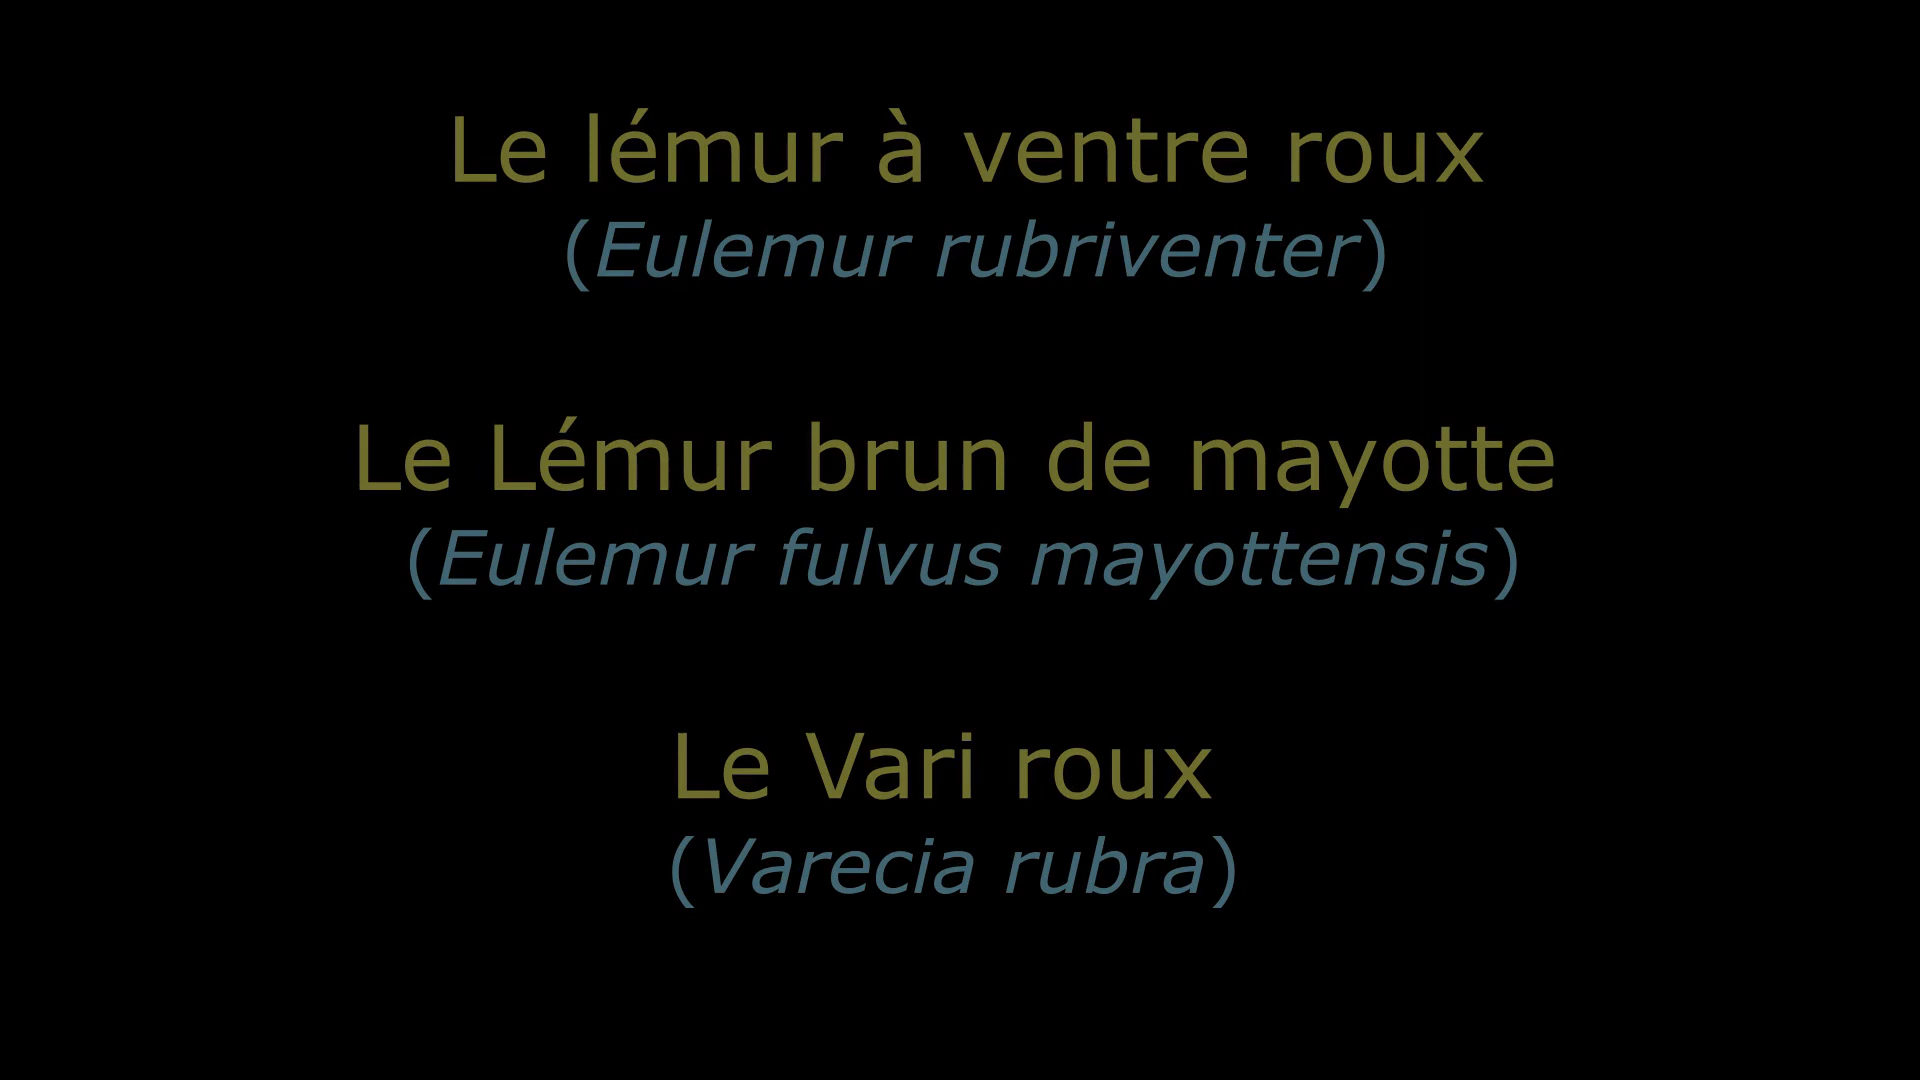 Le lémur à ventre roux
(Eulemur rubriventer)
Le Lémur brun de mayotte
(Eulemur fulvus mayottensis)
Le Vari roux
(Varecia rubra)